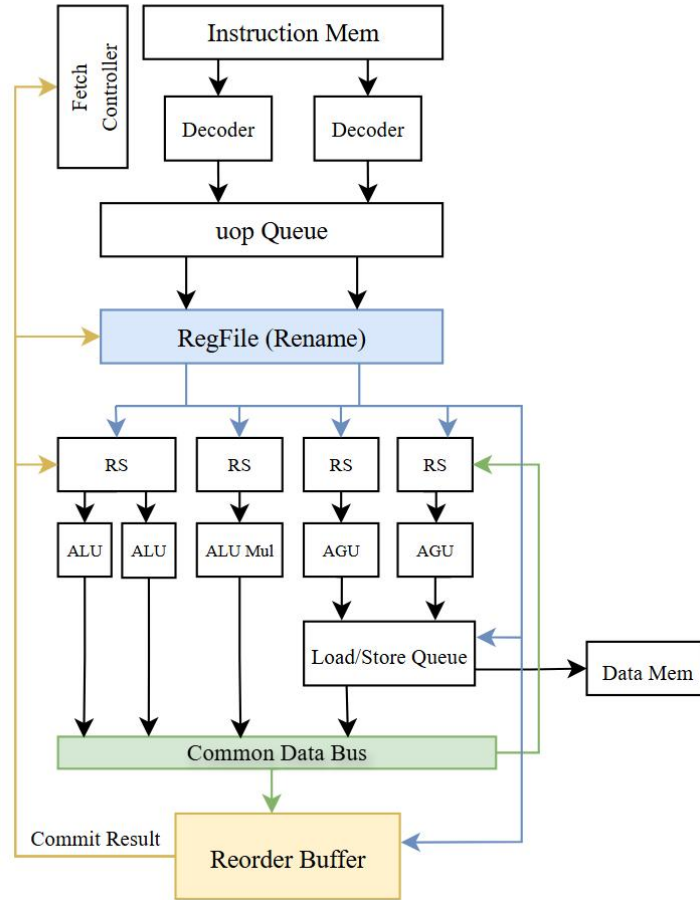 Instruction Mem
Fetch
Controller
Decoder
Decoder
uop Queue
RegFile (Rename)
RS
RS
RS
RS
ALU
ALU
ALU Mul
AGU
AGU
Load/Store Queue
Data Mem
Common Data Bus
Commit Result
Reorder Buffer